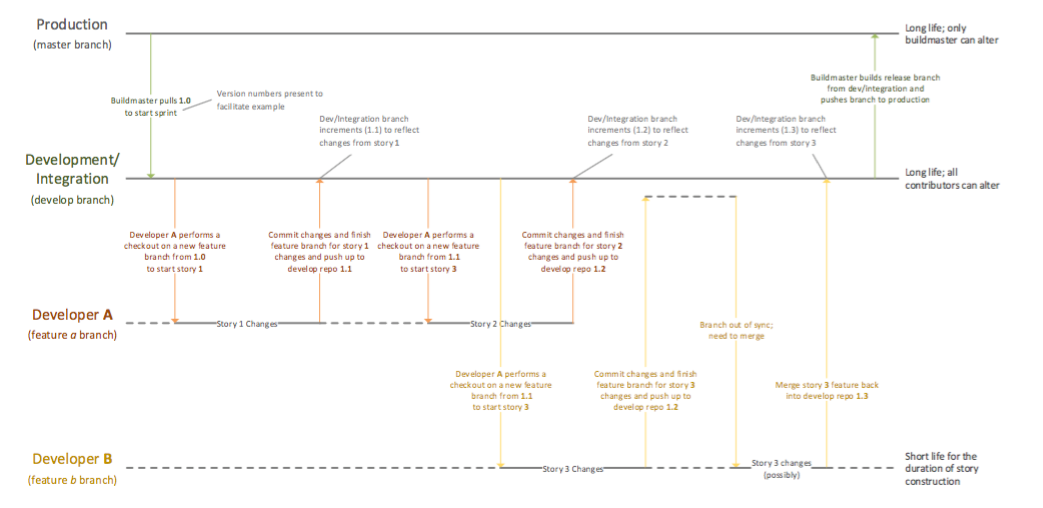 Production
(master branch)
Long life; only
buildmaster can alter
Buildmaster pulls 1.0
to start sprint
Version numbers present to
facilitate example
Buildmaster builds release branch
from dev/integration and
pushes branch to production
Dev/Integration branch
increments (1.1) to reflect
changes from story 1
Dev/Integration branch
increments (1.2) to reflect
changes from story 2
Dev/Integration branch
increments (1.3) to reflect
changes from story 3
Development/
Integration
(develop branch)
Long life; all
contributors can alter
Developer A performs a
checkout on a new feature
branch from 1.0
to start story 1
Commit changes and finish
feature branch for story 1
changes and push up to
develop repo 1.1
Developer A performs a
checkout on a new feature
branch from 1.1
to start story 3
Commit changes and finish
feature branch for story 2
changes and push up to
develop repo 1.2
Developer A
(feature a branch)
Story 1 Changes
Story 2 Changes
Branch out of sync;
need to merge
Developer A performs a
checkout on a new feature
branch from 1.1
to start story 3
Commit changes and finish
feature branch for story 3
changes and push up to
develop repo 1.2
Merge story 3 feature back
into develop repo 1.3
Developer B
(feature b branch)
Story 3 Changes
Story 3 changes
(possibly)
Short life for the
duration of story
construction